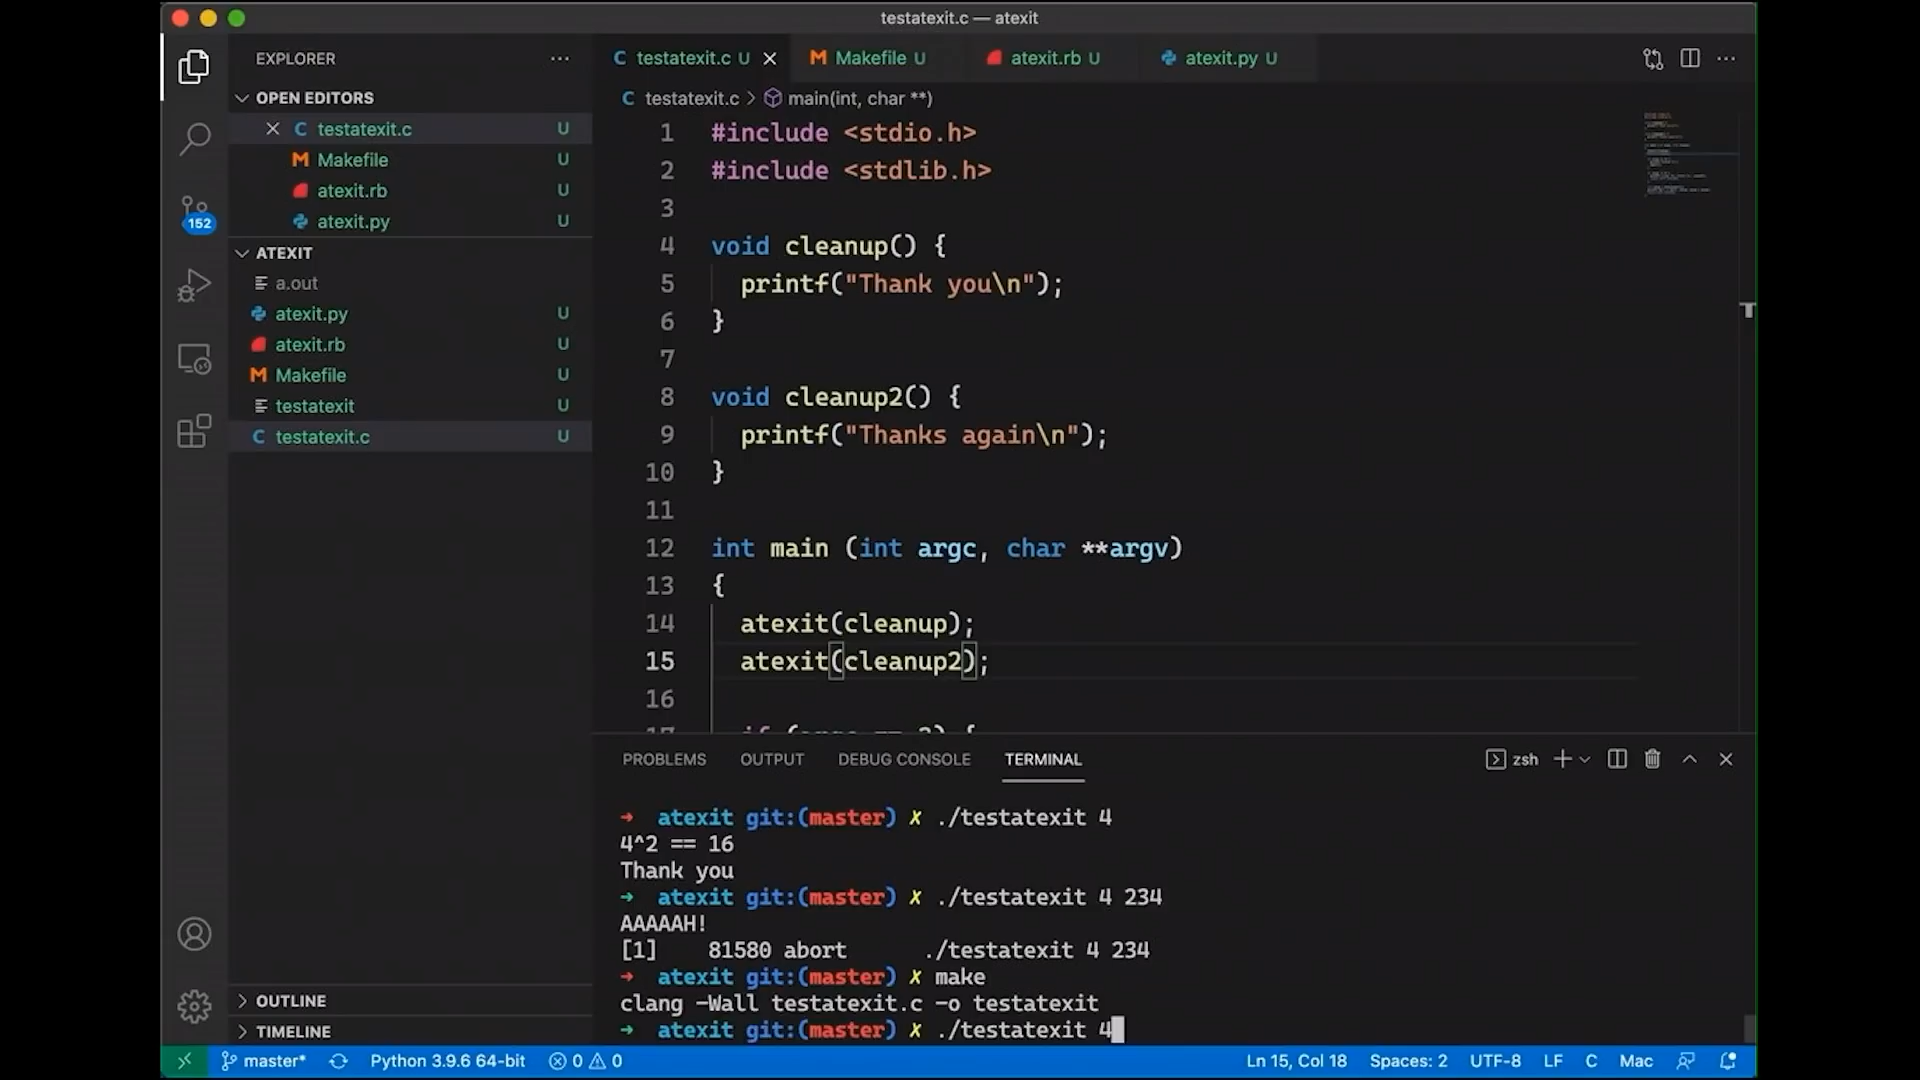 testatexit.c — atexit
EXPLORER
OPEN EDITORS
testatexit.c U
Makefile U
atexit.rb U
atexit.py U
ATEXIT
a.out
atexit.py U
atexit.rb U
Makefile U
testatexit U
testatexit.c U
OUTLINE
TIMELINE
152
C testatexit.c U M Makefile U atexit.rb U atexit.py U
C testatexit.c > main(int, char **)
1 #include <stdio.h>
2 #include <stdlib.h>
3
4 void cleanup() {
5 printf("Thank you\n");
6 }
7
8 void cleanup2() {
9 printf("Thanks again\n");
10 }
11
12 int main (int argc, char **argv)
13 {
14 atexit(cleanup);
15 atexit(cleanup2);
16
PROBLEMS OUTPUT DEBUG CONSOLE TERMINAL zsh
➜ atexit git:(master) ✗ ./testatexit 4
4^2 == 16
Thank you
➜ atexit git:(master) ✗ ./testatexit 4 234
AAAAAH!
[1] 81580 abort ./testatexit 4 234
➜ atexit git:(master) ✗ make
clang -Wall testatexit.c -o testatexit
➜ atexit git:(master) ✗ ./testatexit 4
master* Python 3.9.6 64-bit 0 0 Ln 15, Col 18 Spaces: 2 UTF-8 LF C Mac